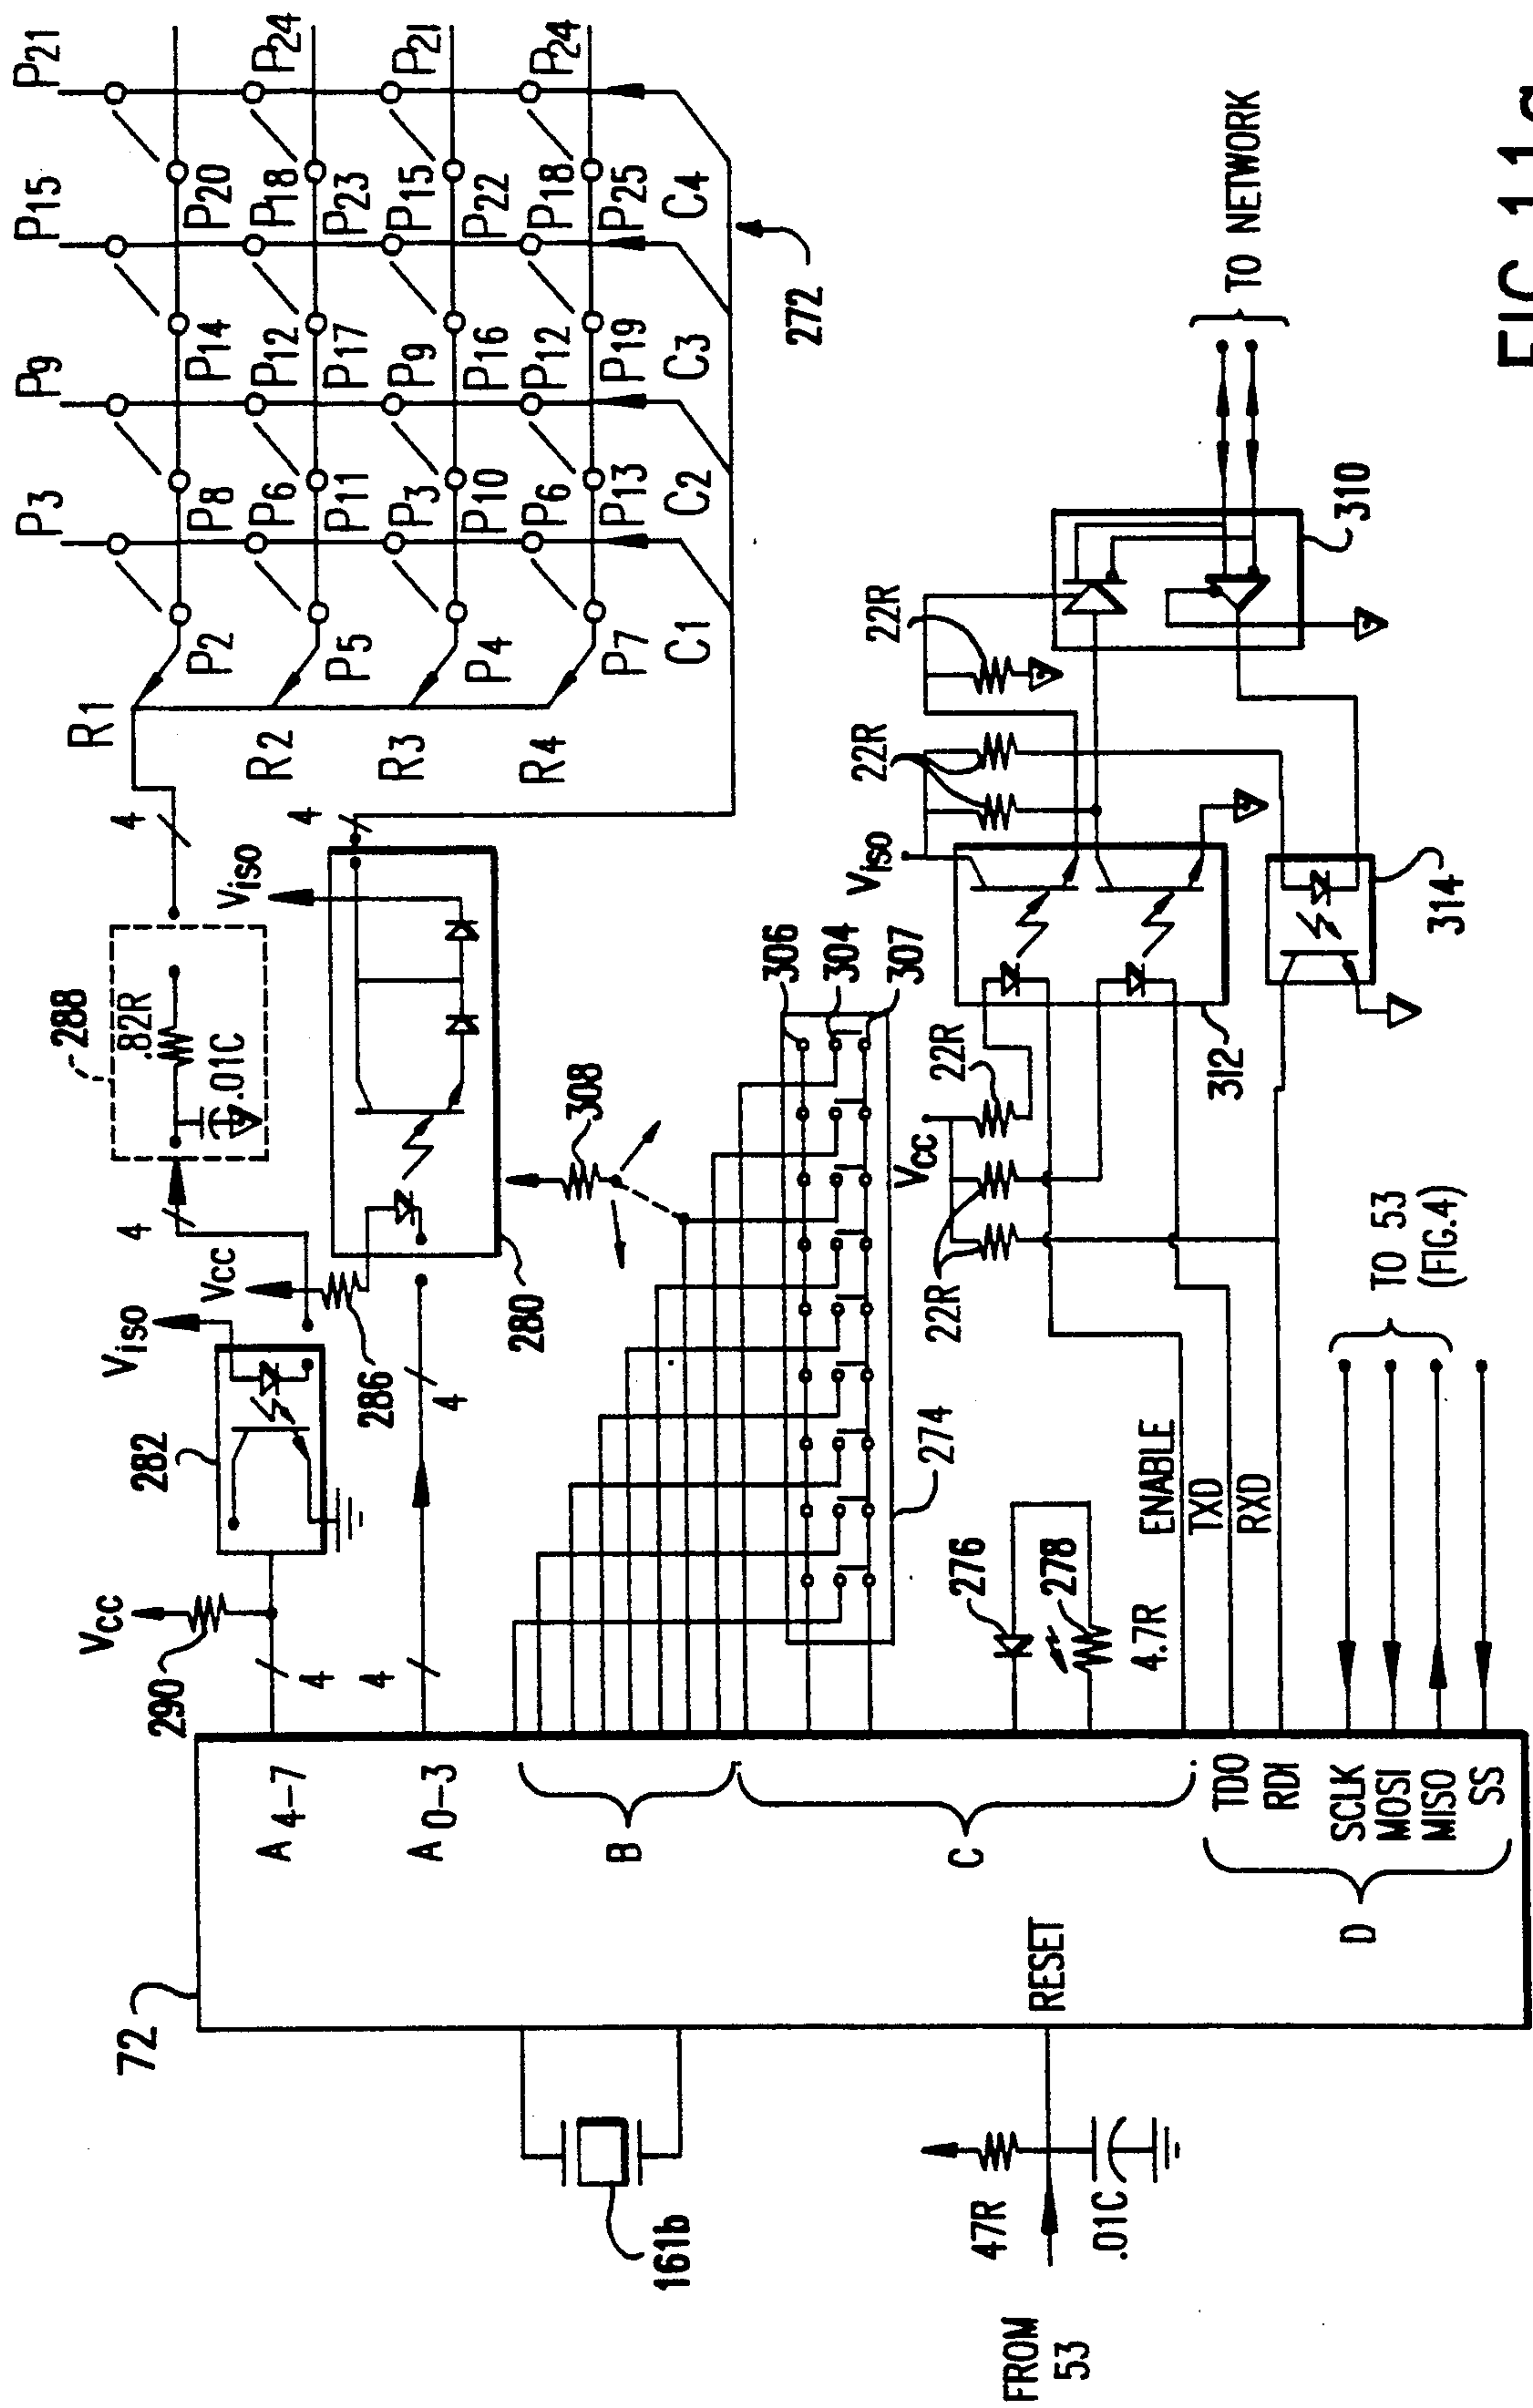 P21
P15
P9
P3
P24
P20
P18
P14
P12
P8
P6
P2
R1
P21
P23
P15
P17
P9
P11
P3
P5
R2
P24
P22
P18
P16
P12
P10
P6
P4
R3
P25
P19
P13
P7
R4
C4
C3
C2
C1
272
4
4
288
.82R
.01C
Viso
4
Vcc
Viso
282
286
4
280
308
Vcc
290
4
4
306
304
307
274
276
278
4.7R
72
A 4-7
A 0-3
B
C
RESET
161b
47R
.01C
FROM
53
Viso
22R
22R
Vcc
22R
22R
312
314
310
TO NETWORK
ENABLE
TXD
RXD
TDO
RDI
SCLK
MOSI
MISO
SS
D
TO 53
(FIG.4)